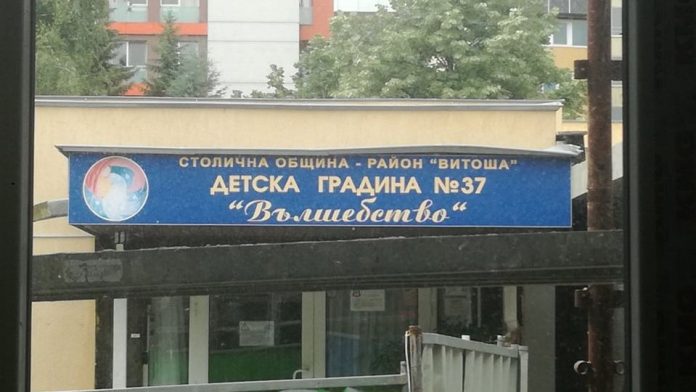 СТОЛИЧНА ОБЩИНА - РАЙОН "ВИТОША"
ДЕТСКА ГРАДИНА №37
"Вълшебство"